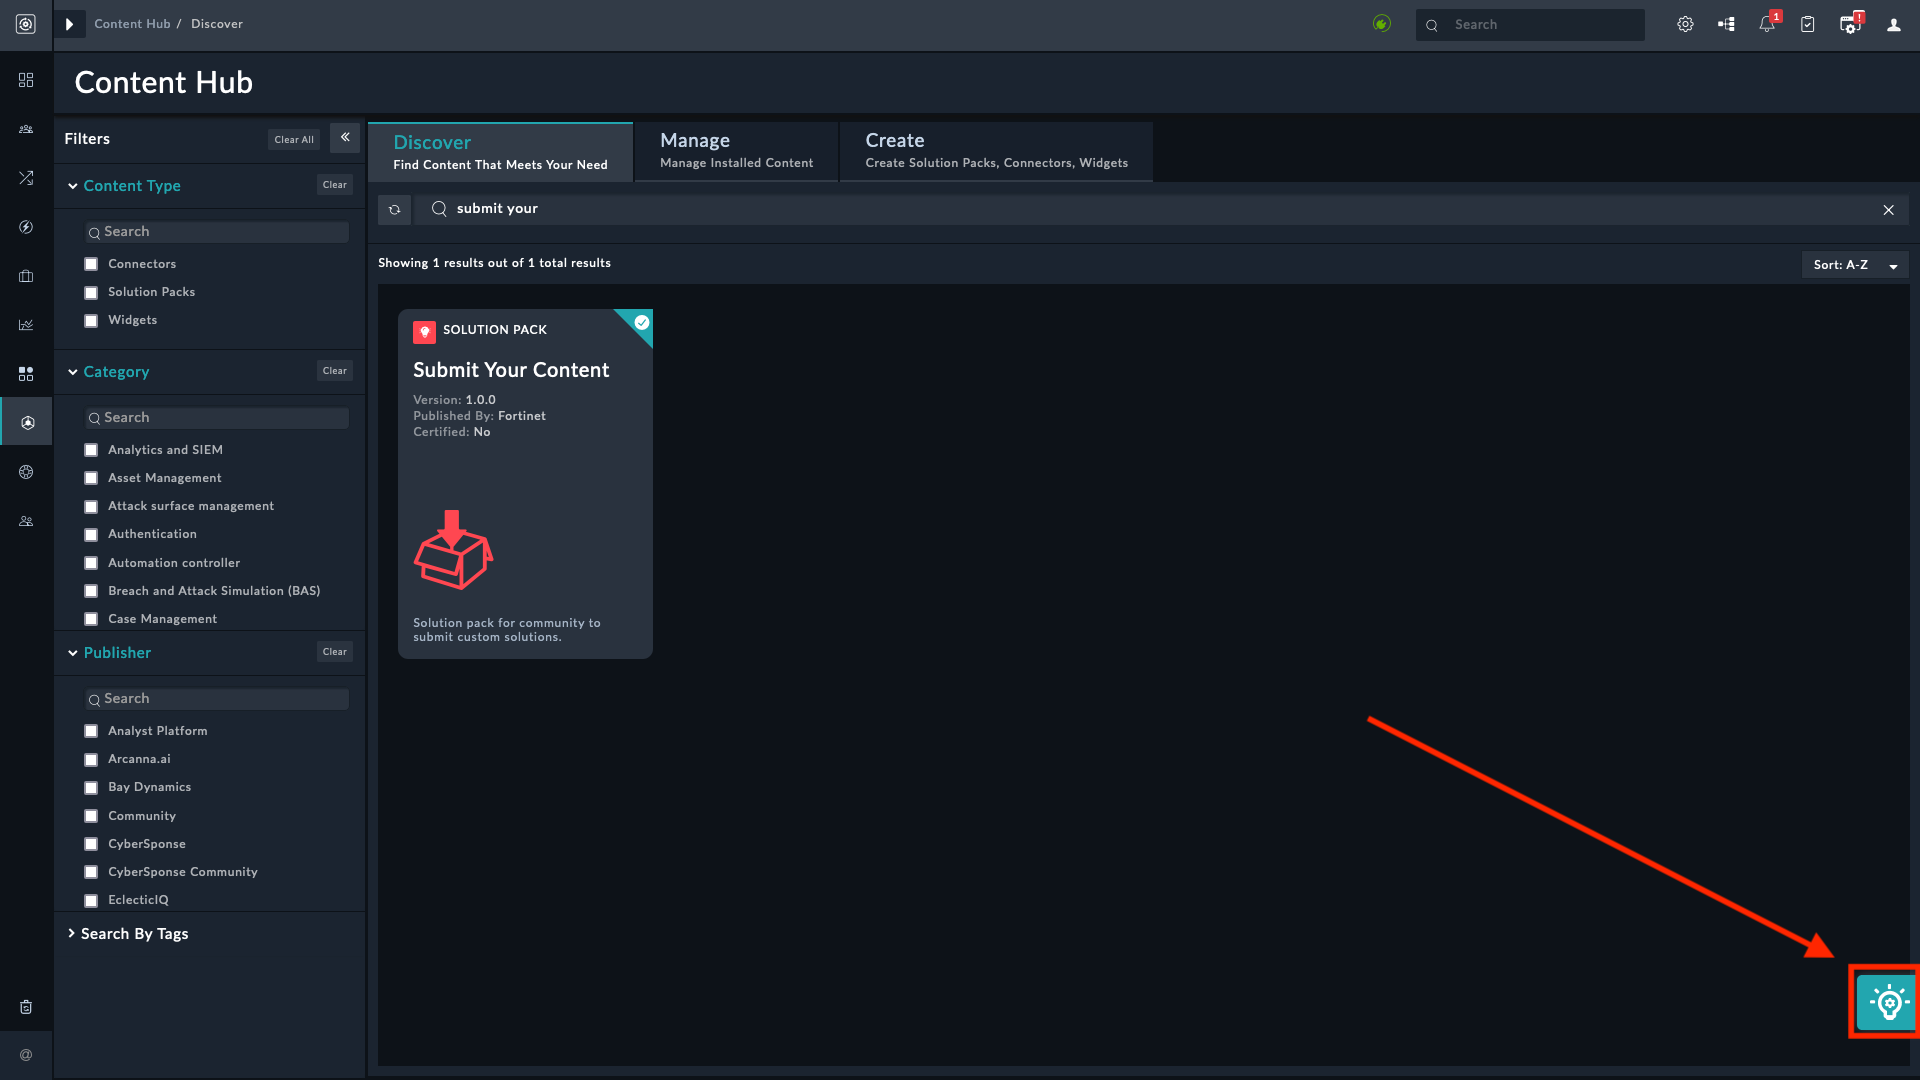 Content Hub / Discover
Search
1
!
Content Hub
Filters
Clear All
Discover
Find Content That Meets Your Need
Manage
Manage Installed Content
Create
Create Solution Packs, Connectors, Widgets
Content Type
Clear
Search
Connectors
Solution Packs
Widgets
Category
Clear
Search
Analytics and SIEM
Asset Management
Attack surface management
Authentication
Automation controller
Breach and Attack Simulation (BAS)
Case Management
Publisher
Clear
Search
Analyst Platform
Arcanna.ai
Bay Dynamics
Community
CyberSponse
CyberSponse Community
EclecticIQ
Search By Tags
@
submit your
Showing 1 results out of 1 total results
Sort: A-Z
SOLUTION PACK
Submit Your Content
Version: 1.0.0
Published By: Fortinet
Certified: No
Solution pack for community to
submit custom solutions.